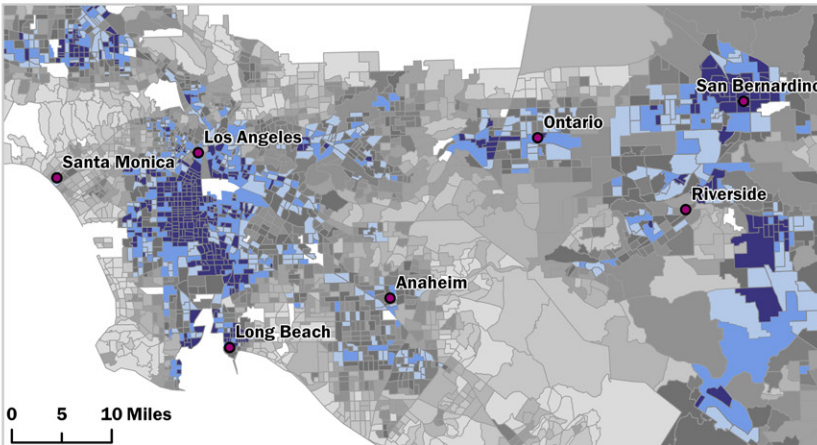 San Bernardino
Ontario
Los Angeles
Santa Monica
Riverside
Anaheim
Long Beach
0 5 10 Miles